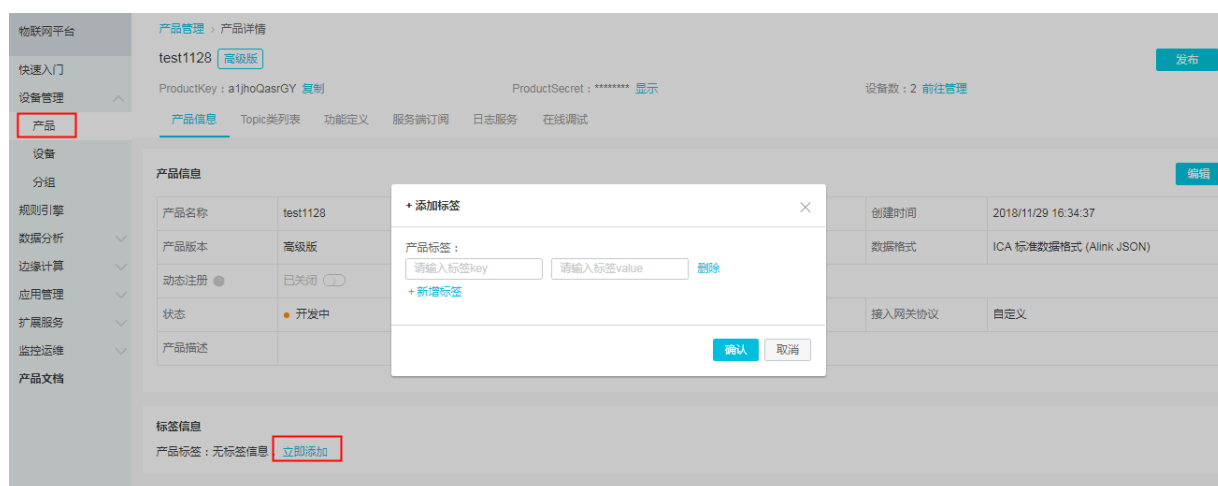 物联网平台
快速入门
设备管理
产品
设备
分组
规则引擎
数据分析
边缘计算
应用管理
扩展服务
监控运维
产品文档
产品管理 > 产品详情
test1128 高级版
发布
ProductKey : a1jhoQasrGY 复制 ProductSecret : ******** 显示 设备数 : 2 前往管理
产品信息 Topic类列表 功能定义 服务端订阅 日志服务 在线调试
产品信息 编辑
产品名称 test1128 创建时间 2018/11/29 16:34:37
产品版本 高级版 数据格式 ICA 标准数据格式 (Alink JSON)
动态注册 已关闭
状态 开发中 接入网关协议 自定义
产品描述
+ 添加标签
产品标签 :
请输入标签key 请输入标签value 删除
+ 新增标签
确认 取消
标签信息
产品标签 : 无标签信息, 立即添加